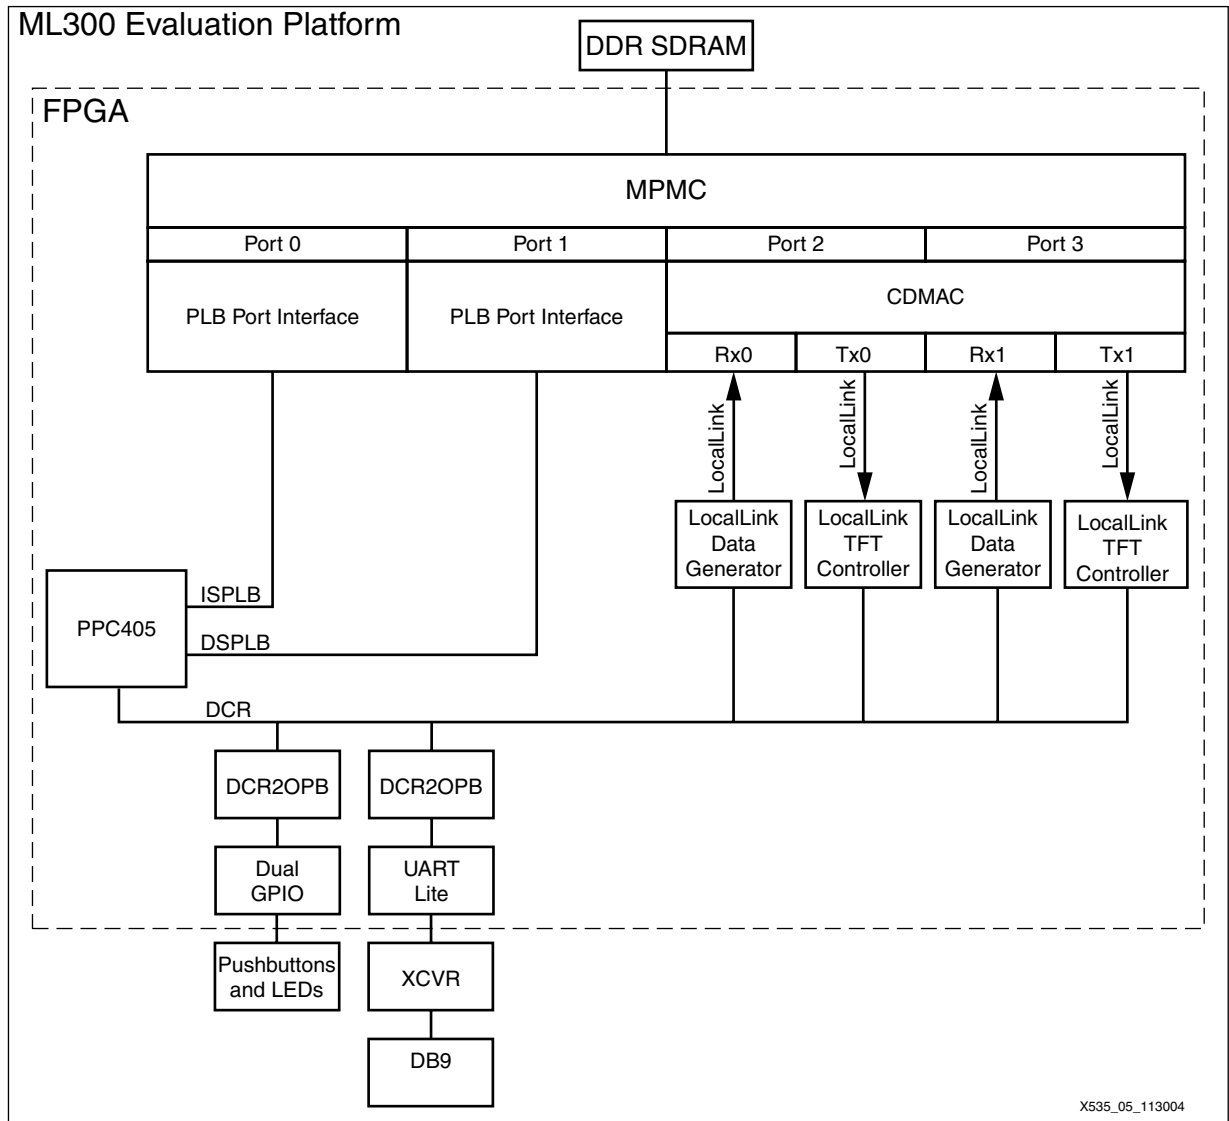 ML300 Evaluation Platform
DDR SDRAM
FPGA
MPMC
Port 0
Port 1
Port 2
Port 3
PLB Port Interface
PLB Port Interface
CDMAC
Rx0
Tx0
Rx1
Tx1
LocalLink
LocalLink
LocalLink
LocalLink
LocalLink
Data
Generator
LocalLink
TFT
Controller
LocalLink
Data
Generator
LocalLink
TFT
Controller
PPC405
ISPLB
DSPLB
DCR
DCR2OPB
DCR2OPB
Dual
GPIO
UART
Lite
Pushbuttons
and LEDs
XCVR
DB9
X535_05_113004